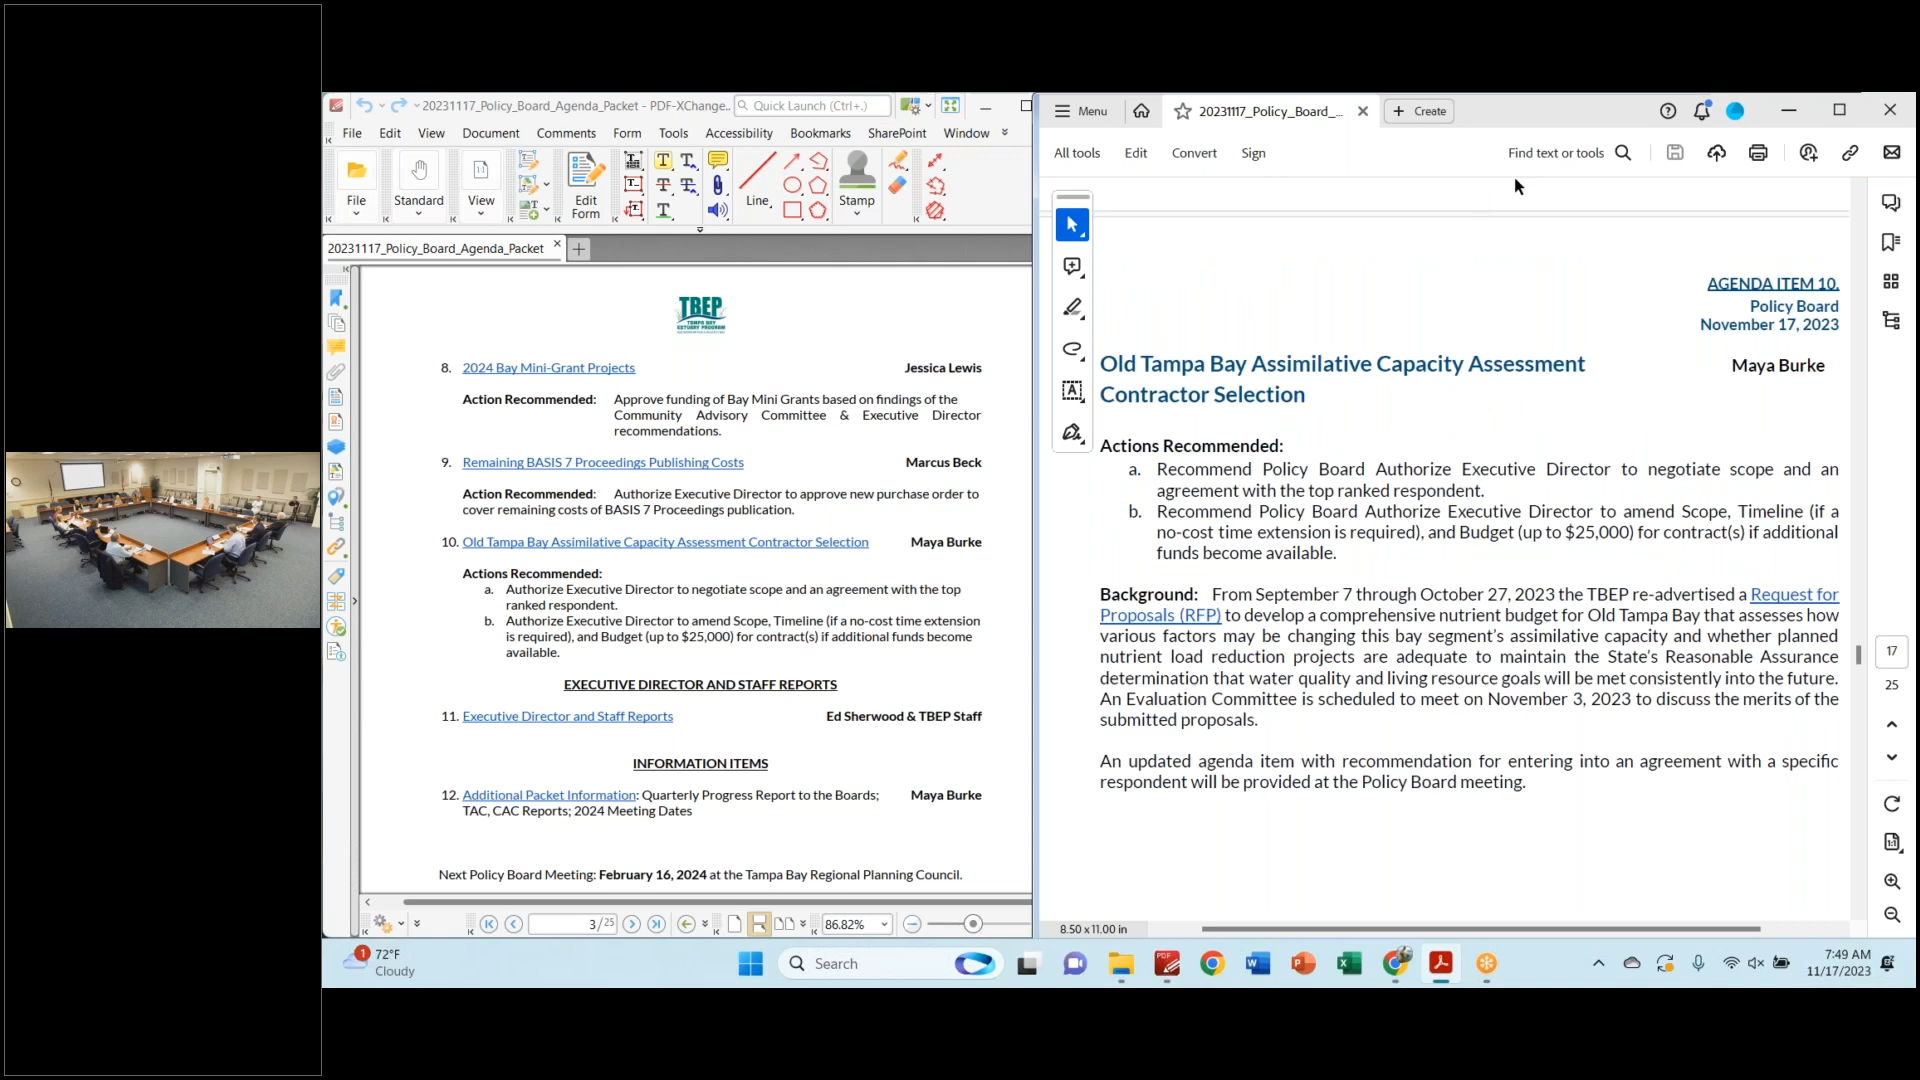 20231117_Policy_Board_Agenda_Packet - PDF-XChange..
Quick Launch (Ctrl+.)
File Edit View Document Comments Form Tools Accessibility Bookmarks SharePoint Window
File
Standard
View
Edit
Form
Line
Stamp
20231117_Policy_Board_Agenda_Packet
TBEP
TAMPA BAY
ESTUARY PROGRAM
8. 2024 Bay Mini-Grant Projects Jessica Lewis
Action Recommended: Approve funding of Bay Mini Grants based on findings of the
Community Advisory Committee & Executive Director
recommendations.
9. Remaining BASIS 7 Proceedings Publishing Costs Marcus Beck
Action Recommended: Authorize Executive Director to approve new purchase order to
cover remaining costs of BASIS 7 Proceedings publication.
10. Old Tampa Bay Assimilative Capacity Assessment Contractor Selection Maya Burke
Actions Recommended:
a. Authorize Executive Director to negotiate scope and an agreement with the top
ranked respondent.
b. Authorize Executive Director to amend Scope, Timeline (if a no-cost time extension
is required), and Budget (up to $25,000) for contract(s) if additional funds become
available.
EXECUTIVE DIRECTOR AND STAFF REPORTS
11. Executive Director and Staff Reports Ed Sherwood & TBEP Staff
INFORMATION ITEMS
12. Additional Packet Information: Quarterly Progress Report to the Boards; Maya Burke
TAC, CAC Reports; 2024 Meeting Dates
Next Policy Board Meeting: February 16, 2024 at the Tampa Bay Regional Planning Council.
3 /25
86.82%
Menu
20231117_Policy_Board_...
Create
All tools Edit Convert Sign
Find text or tools
AGENDA ITEM 10.
Policy Board
November 17, 2023
Old Tampa Bay Assimilative Capacity Assessment Maya Burke
Contractor Selection
Actions Recommended:
a. Recommend Policy Board Authorize Executive Director to negotiate scope and an
agreement with the top ranked respondent.
b. Recommend Policy Board Authorize Executive Director to amend Scope, Timeline (if a
no-cost time extension is required), and Budget (up to $25,000) for contract(s) if additional
funds become available.
Background: From September 7 through October 27, 2023 the TBEP re-advertised a Request for
Proposals (RFP) to develop a comprehensive nutrient budget for Old Tampa Bay that assesses how
various factors may be changing this bay segment's assimilative capacity and whether planned
nutrient load reduction projects are adequate to maintain the State's Reasonable Assurance
determination that water quality and living resource goals will be met consistently into the future.
An Evaluation Committee is scheduled to meet on November 3, 2023 to discuss the merits of the
submitted proposals.
An updated agenda item with recommendation for entering into an agreement with a specific
respondent will be provided at the Policy Board meeting.
17
25
8.50 x 11.00 in
1
72°F
Cloudy
Search
7:49 AM
11/17/2023